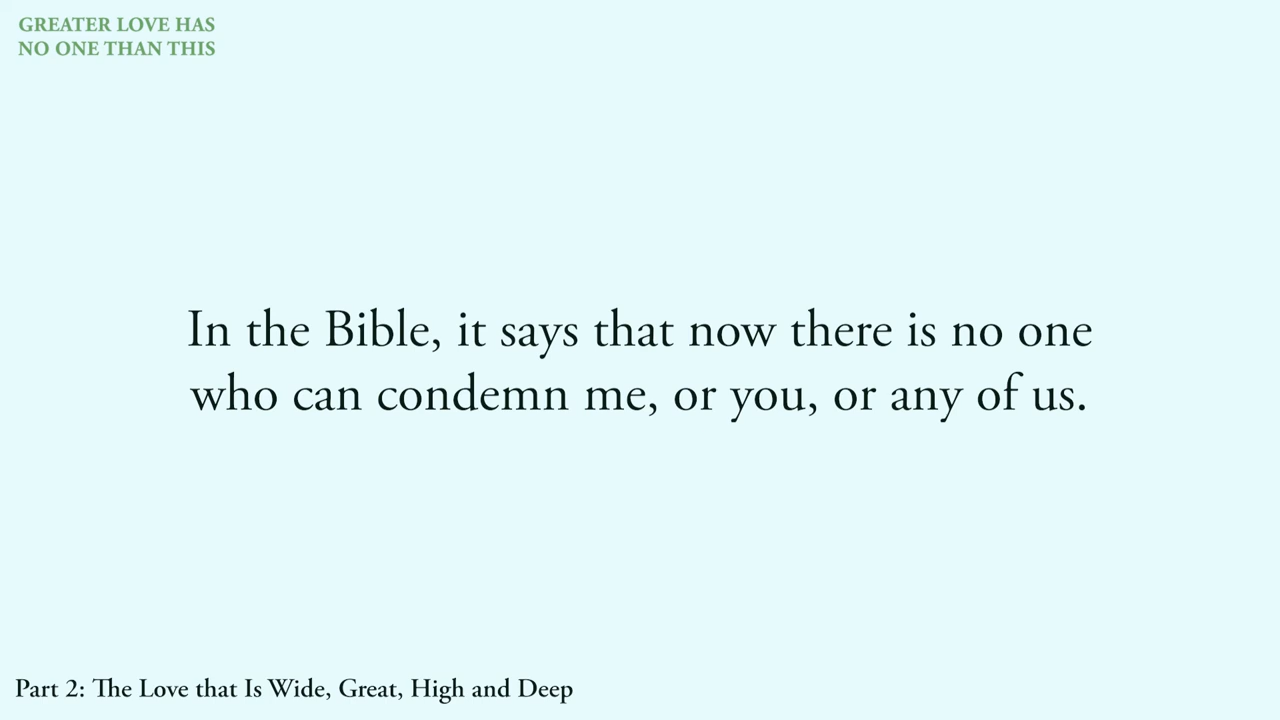 GREATER LOVE HAS
NO ONE THAN THIS
In the Bible, it says that now there is no one
who can condemn me, or you, or any of us.
Part 2: The Love that Is Wide, Great, High and Deep